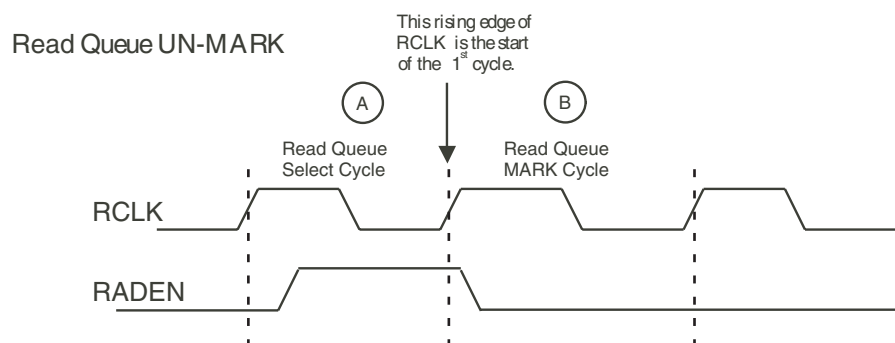 This rising edge of
RCLK is the start
of the 1st cycle.
Read Queue UN-MARK
A
B
Read Queue
Select Cycle
Read Queue
MARK Cycle
RCLK
RADEN